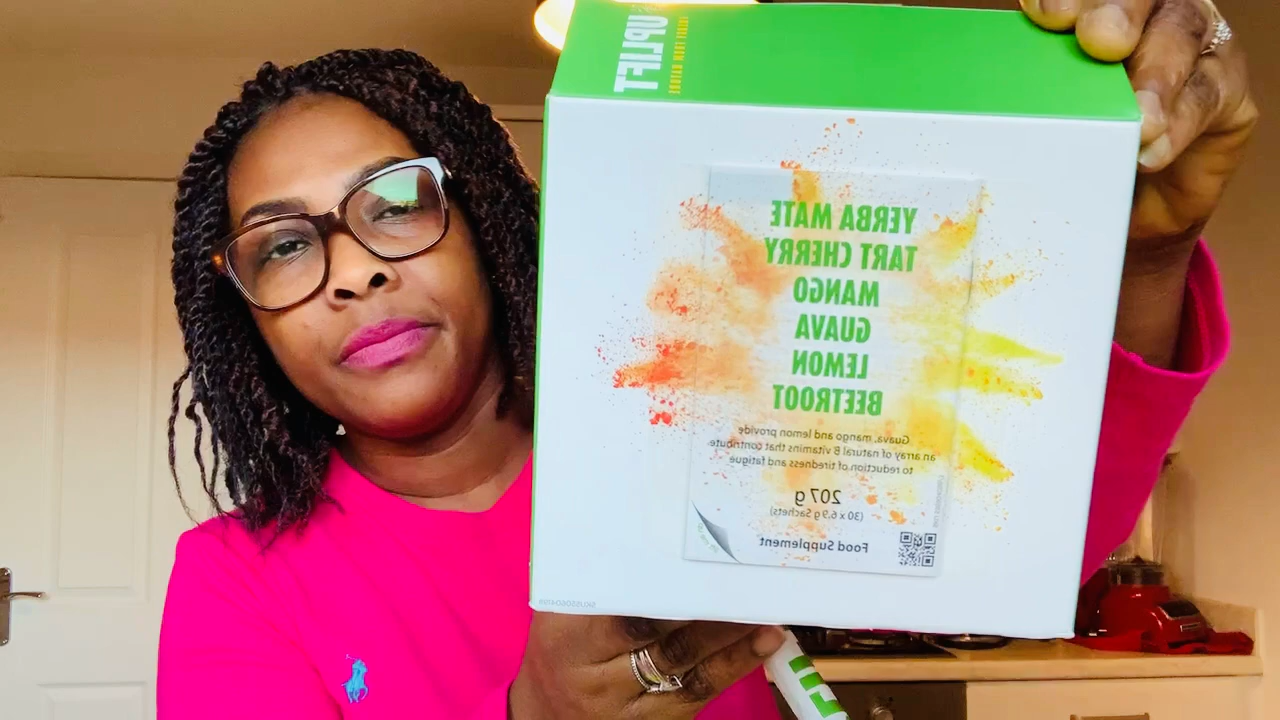 UPLIFT
YERBA MATE
TART CHERRY
MANGO
GUAVA
LEMON
BEETROOT
Guava, mango and lemon provide
an array of natural B vitamins that contribute
to reduction of tiredness and fatigue
207 g
(30 x 6.9 g Sachets)
Food Supplement